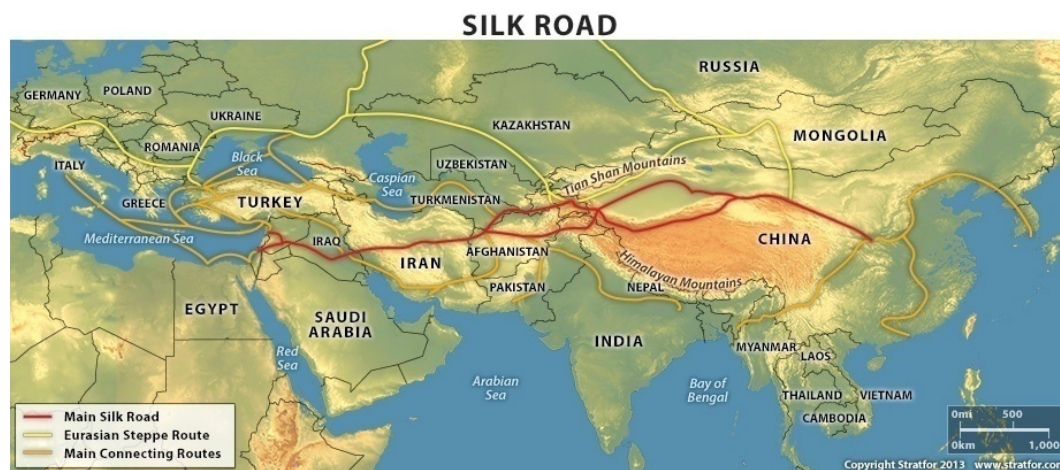 SILK ROAD
RUSSIA
GERMANY
POLAND
UKRAINE
KAZAKHSTAN
MONGOLIA
ROMANIA
ITALY
Black
Sea
Caspian
Sea
UZBEKISTAN
Tian Shan Mountains
GREECE
TURKEY
TURKMENISTAN
Mediterranean Sea
IRAQ
IRAN
AFGHANISTAN
CHINA
Himalayan Mountains
PAKISTAN
NEPAL
EGYPT
SAUDI
ARABIA
INDIA
MYANMAR
LAOS
Red
Sea
Arabian
Sea
Bay of
Bengal
THAILAND
VIETNAM
CAMBODIA
Main Silk Road
Eurasian Steppe Route
Main Connecting Routes
0mi 500
0km 1,000
Copyright Stratfor 2013 www.stratfor.co